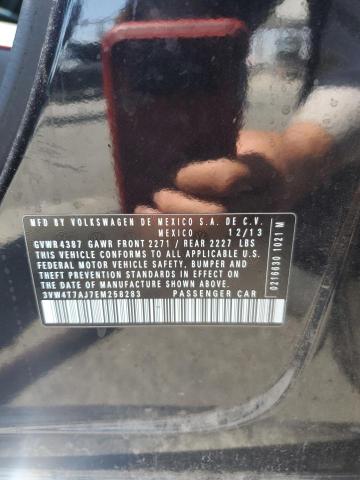 MFD BY VOLKSWAGEN DE MEXICO S.A. DE C.V.
MEXICO 12/13
GVWR 4387 GAWR FRONT 2271 / REAR 2227 LBS
THIS VEHICLE CONFORMS TO ALL APPLICABLE U.S.
FEDERAL MOTOR VEHICLE SAFETY, BUMPER AND
THEFT PREVENTION STANDARDS IN EFFECT ON
THE DATE OF MANUFACTURE SHOWN ABOVE.
3VW4T7AJ7EM258283 PASSENGER CAR
0216630 1021 M